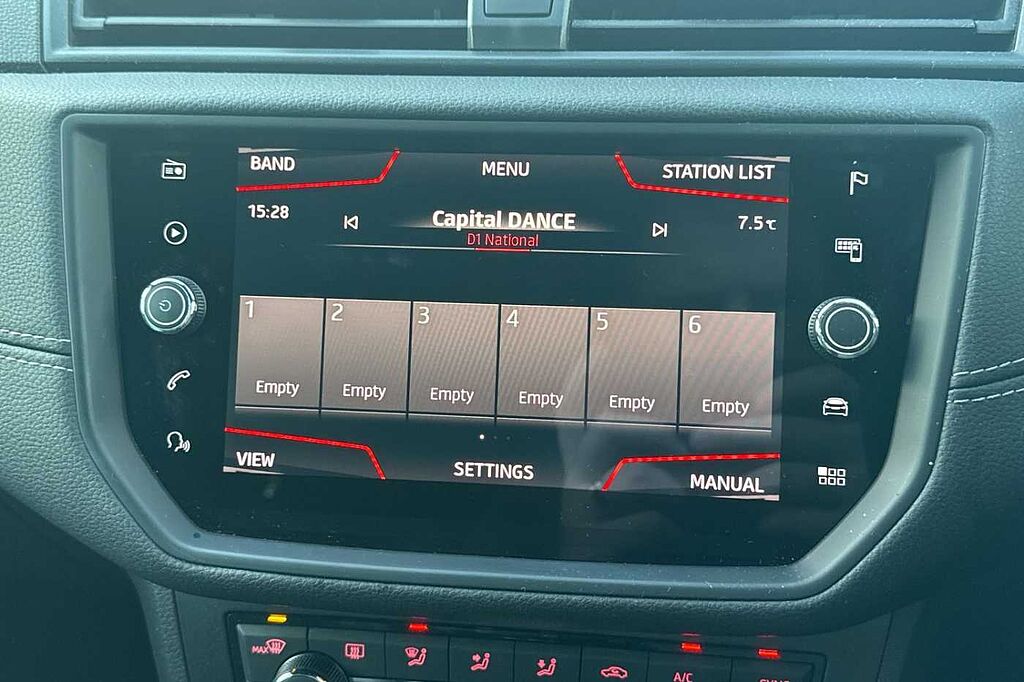 BAND
MENU
STATION LIST
15:28
Capital DANCE
7.5°C
D1 National
1
2
3
4
5
6
Empty
Empty
Empty
Empty
Empty
Empty
VIEW
SETTINGS
MANUAL
MAX
A/C
SYNC